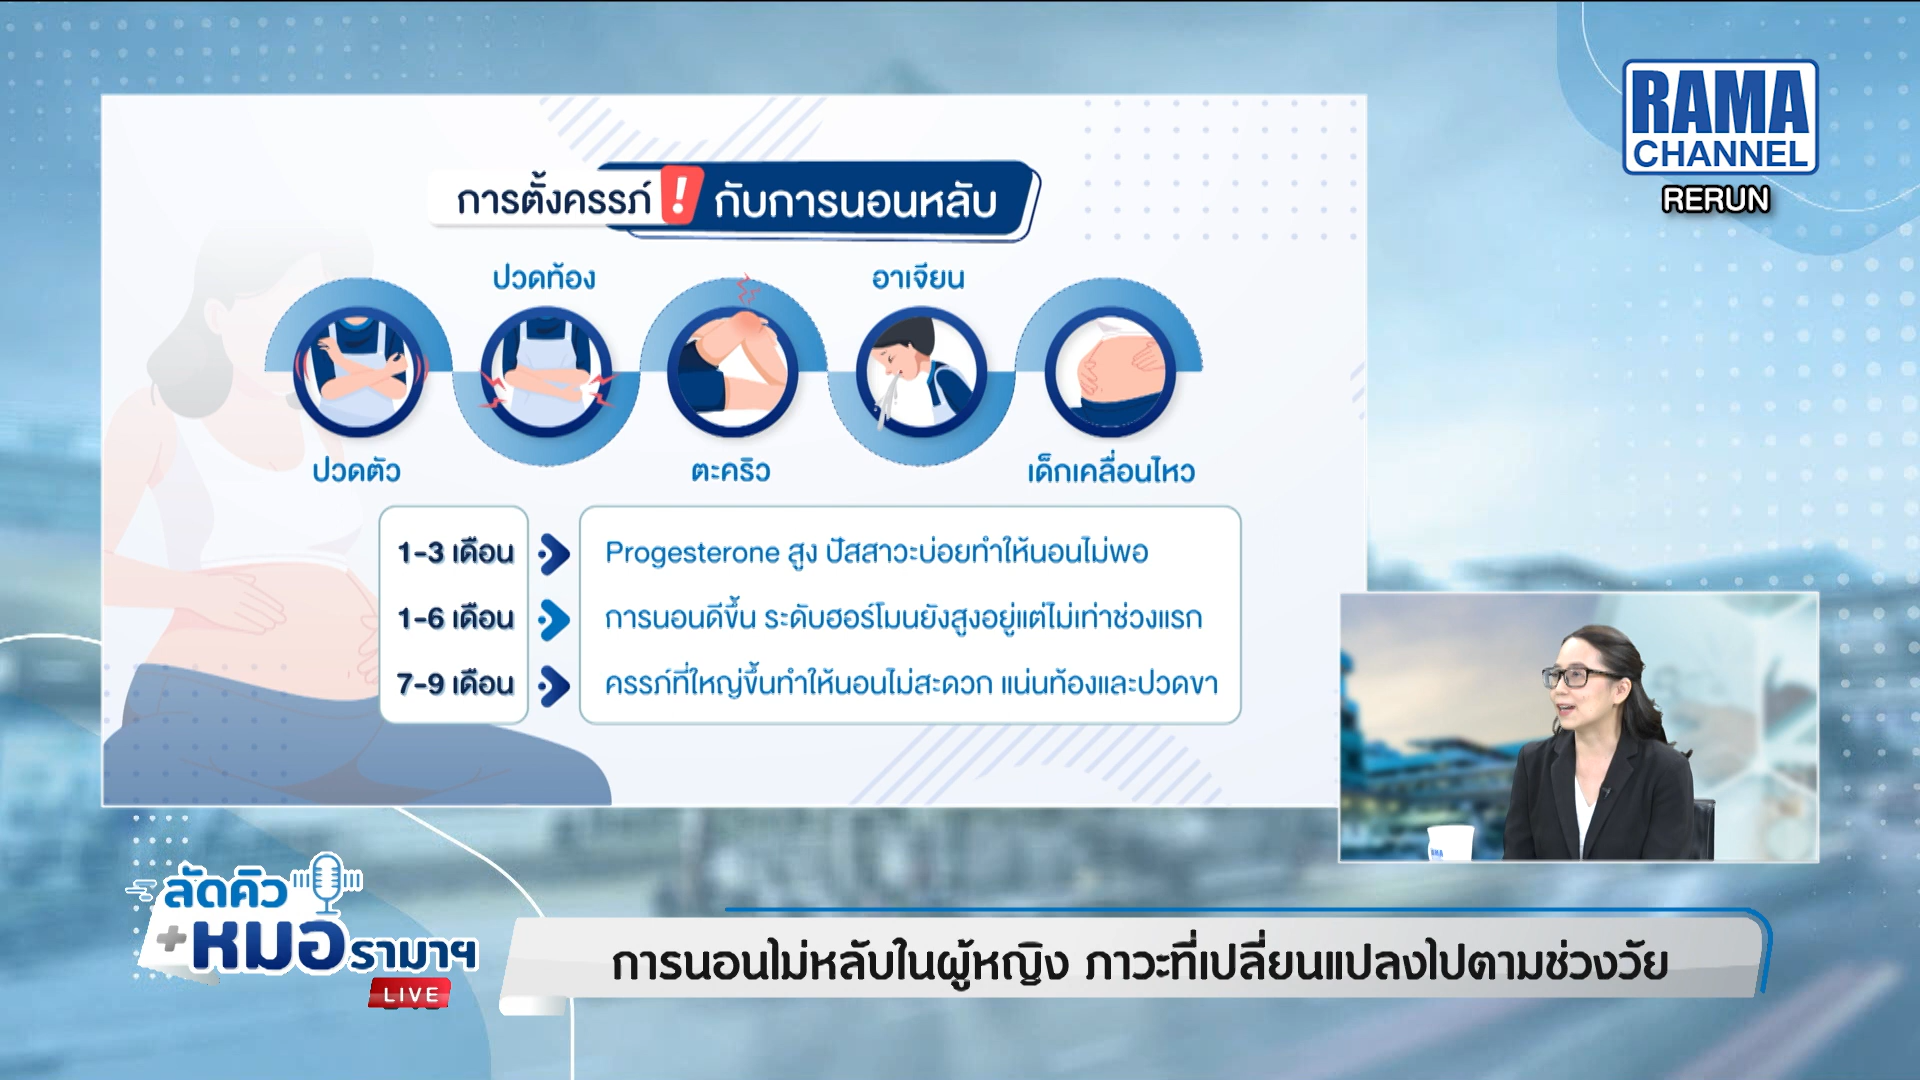 RAMA
CHANNEL
RERUN
การตั้งครรภ์ ! กับการนอนหลับ
ปวดท้อง
อาเจียน
ปวดตัว
ตะคริว
เด็กเคลื่อนไหว
1-3 เดือน
Progesterone สูง ปัสสาวะบ่อยทำให้นอนไม่พอ
1-6 เดือน
การนอนดีขึ้น ระดับฮอร์โมนยังสูงอยู่แต่ไม่เท่าช่วงแรก
7-9 เดือน
ครรภ์ที่ใหญ่ขึ้นทำให้นอนไม่สะดวก แน่นท้องและปวดขา
RAMA
ลัดคิว
+หมอรามาฯ
LIVE
การนอนไม่หลับในผู้หญิง ภาวะที่เปลี่ยนแปลงไปตามช่วงวัย